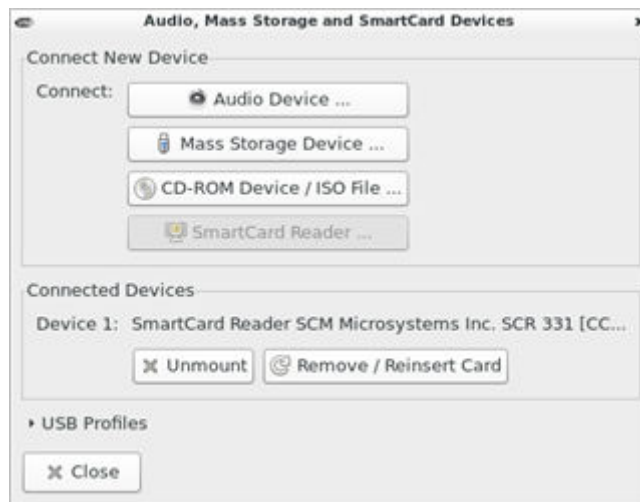 Audio, Mass Storage and SmartCard Devices
Connect New Device
Connect:
Audio Device ...
Mass Storage Device ...
CD-ROM Device / ISO File ...
SmartCard Reader ...
Connected Devices
Device 1: SmartCard Reader SCM Microsystems Inc. SCR 331 [CC...
Unmount Remove / Reinsert Card
USB Profiles
Close